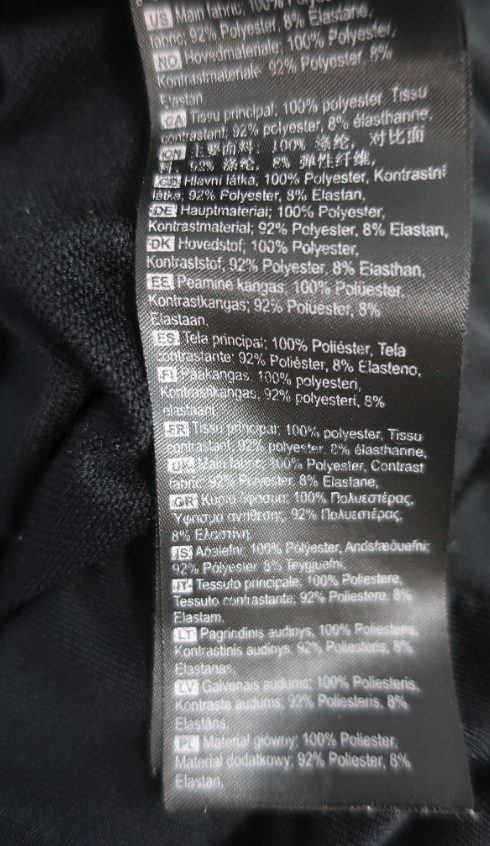 US Main fabric: 100% Polyester,
fabric; 92% Polyester, 8% Elastane,
NO Hovedmateriale; 100% Polyester,
Kontrastmateriale 92% Polyester, 8%
Elastan
CA Tissu principal; 100% polyester Tissu
contrastant; 92% polyester, 8% élasthanne,
CN 主要面料; 100% 涤纶, 对比面
料, 92% 涤纶, 8% 弹性纤维,
Hlavní látka, 100% Polyester, Kontrastní
látka; 92% Polyester, 8% Elastan,
DE Hauptmaterial; 100% Polyester,
Kontrastmaterial; 92% Polyester, 8% Elastan,
DK Hovedstof; 100% Polyester,
Kontraststof, 92% Polyester, 8% Elasthan,
EE Peamine kangas, 100% Polüester,
Kontrastkangas; 92% Polüester, 8%
Elastaan,
ES Tela principal; 100% Poliéster, Tela
contrastante; 92% Poliéster, 8% Elasteno,
FI Pääkangas, 100% polyesteri,
Kontrastikangas, 92% polyesteri, 8%
elastaani,
FR Tissu principal; 100% polyester, Tissu
contrastant, 92% polyester, 8% élasthanne,
UK Main fabric, 100% Polyester, Contrast
fabric; 92% Polyester, 8% Elastane,
GR Κύριο ύφασμα: 100% Πολυεστέρας,
Ύφασμα αντίθεσης, 92% Πολυεστέρας,
8% Ελαστίνη,
IS Aðalefni: 100% Pólýester, Andstæðuefni:
92% Pólýester 8% Teygjuefni,
IT Tessuto principale, 100% Poliestere,
Tessuto contrastante, 92% Poliestere, 8%
Elastam,
LT Pagrindinis audinys, 100% Poliesteris,
Kontrastinis audinys, 92% Poliesteris, 8%
Elastanas,
LV Galvenais audums; 100% Poliesteris,
Kontrasta audums; 92% Poliesteris, 8%
Elastāns,
PL Materiał główny; 100% Poliester,
Materiał dodatkowy; 92% Poliester, 8%
Elastan,